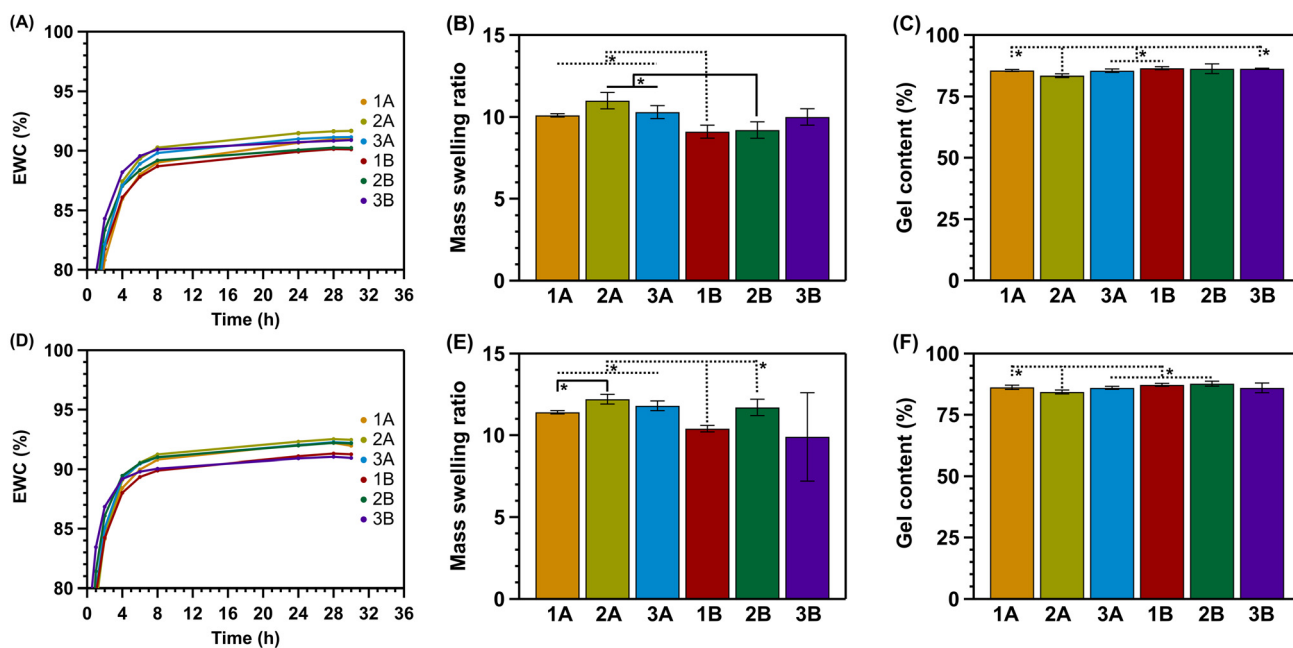 (A)
100
95
90
85
80
EWC (%)
1A
2A
3A
1B
2B
3B
0 4 8 12 16 20 24 28 32 36
Time (h)
(B)
15
10
5
0
Mass swelling ratio
*
*
1A 2A 3A 1B 2B 3B
(C)
100
75
50
25
0
Gel content (%)
* * *
1A 2A 3A 1B 2B 3B
(D)
100
95
90
85
80
EWC (%)
1A
2A
3A
1B
2B
3B
0 4 8 12 16 20 24 28 32 36
Time (h)
(E)
15
10
5
0
Mass swelling ratio
* * *
1A 2A 3A 1B 2B 3B
(F)
100
75
50
25
0
Gel content (%)
* *
1A 2A 3A 1B 2B 3B